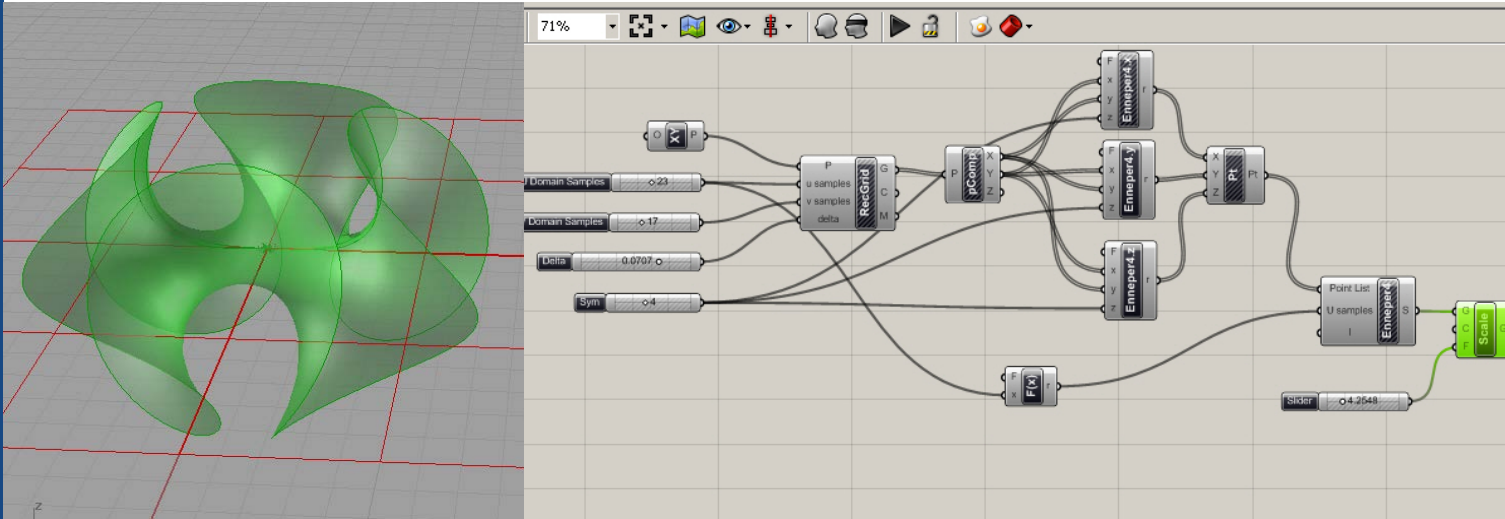 71%
z
O XY P
U Domain Samples 23
Domain Samples 17
Delta 0.0707
Sym 4
P
u samples
v samples
delta
RecGrid
G
C
M
P pComp X Y Z
F
x
y
z
Enneper4.x
r
F
x
y
z
Enneper4.y
r
F
x
y
z
Enneper4.z
r
X
Y
Z
Pt
Pt
F
x
F(x)
r
Point List
U samples
I
Enneper4
S
G
C
F
Scale
G
Slider 4.2548